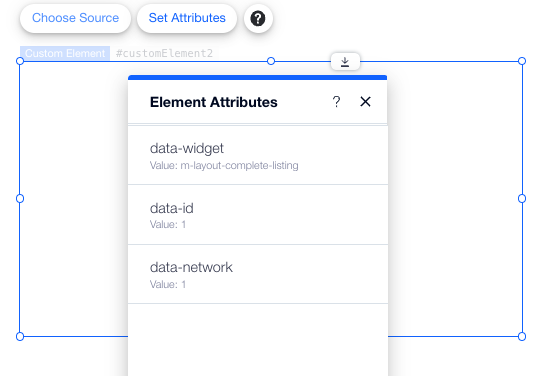 Choose Source
Set Attributes
?
Custom Element #customElement2
Element Attributes ?
data-widget
Value: m-layout-complete-listing
data-id
Value: 1
data-network
Value: 1